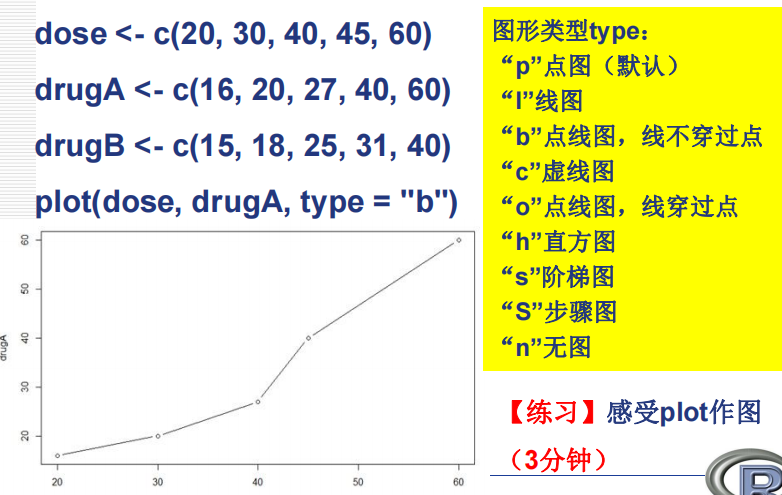 dose <- c(20, 30, 40, 45, 60)
drugA <- c(16, 20, 27, 40, 60)
drugB <- c(15, 18, 25, 31, 40)
plot(dose, drugA, type = "b")
60
50
40
30
20
drugA
20 30 40 50 60
图形类型type：
“p”点图（默认）
“l”线图
“b”点线图，线不穿过点
“c”虚线图
“o”点线图，线穿过点
“h”直方图
“s”阶梯图
“S”步骤图
“n”无图
【练习】感受plot作图
（3分钟）
R